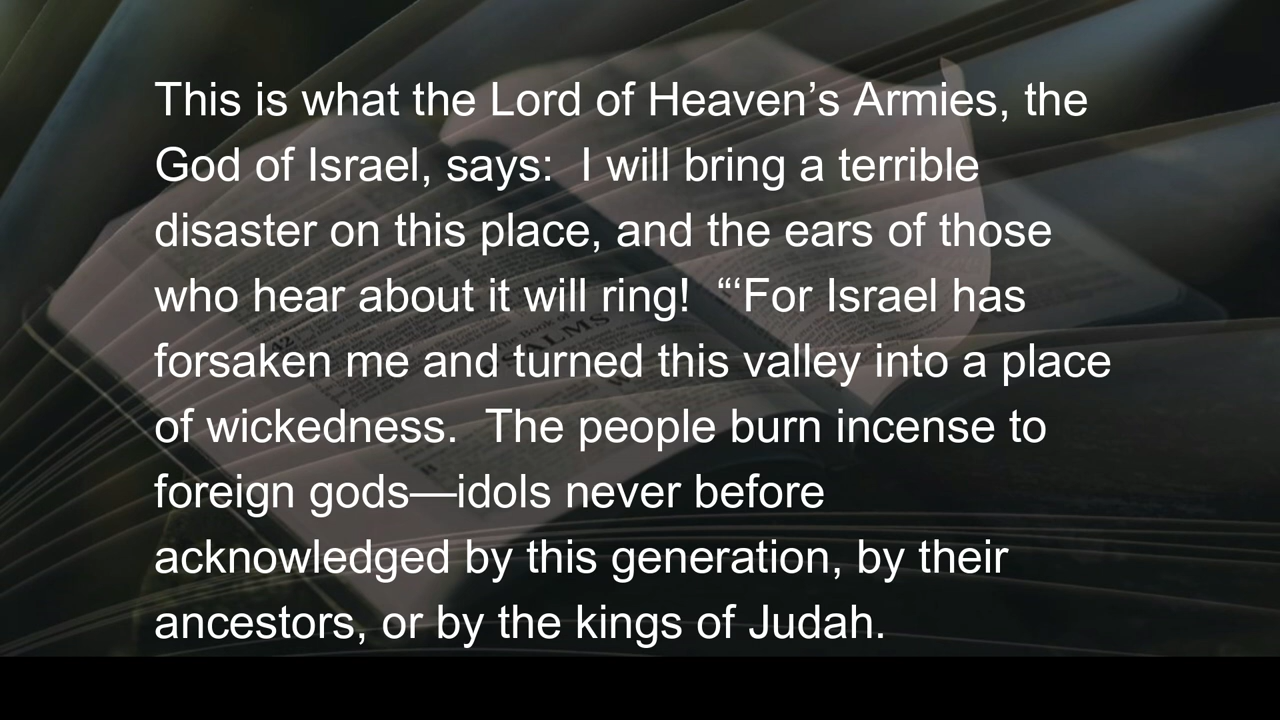 This is what the Lord of Heaven’s Armies, the
God of Israel, says:  I will bring a terrible
disaster on this place, and the ears of those
who hear about it will ring!  “‘For Israel has
forsaken me and turned this valley into a place
of wickedness.  The people burn incense to
foreign gods—idols never before
acknowledged by this generation, by their
ancestors, or by the kings of Judah.
42
Book
PSALMS